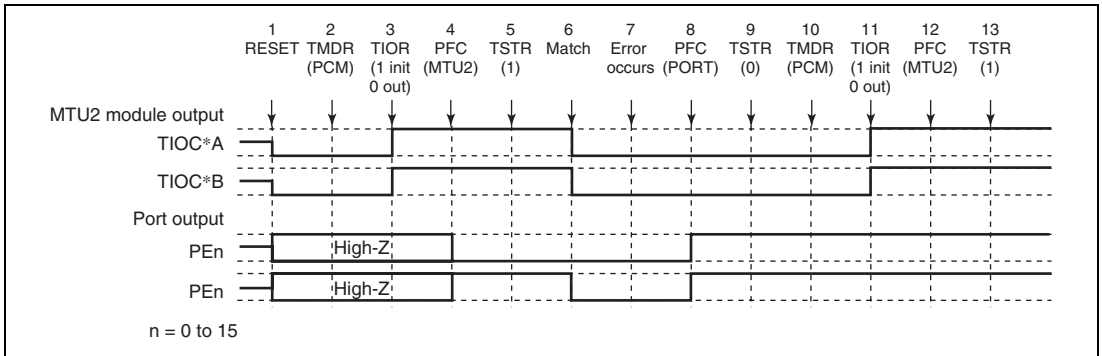 1 2 3 4 5 6 7 8 9 10 11 12 13
RESET TMDR TIOR PFC TSTR Match Error PFC TSTR TMDR TIOR PFC TSTR
(PCM) (1 init (MTU2) (1) occurs (PORT) (0) (PCM) (1 init (MTU2) (1)
0 out) 0 out)
MTU2 module output
TIOC*A
TIOC*B
Port output
PEn High-Z
PEn High-Z
n = 0 to 15